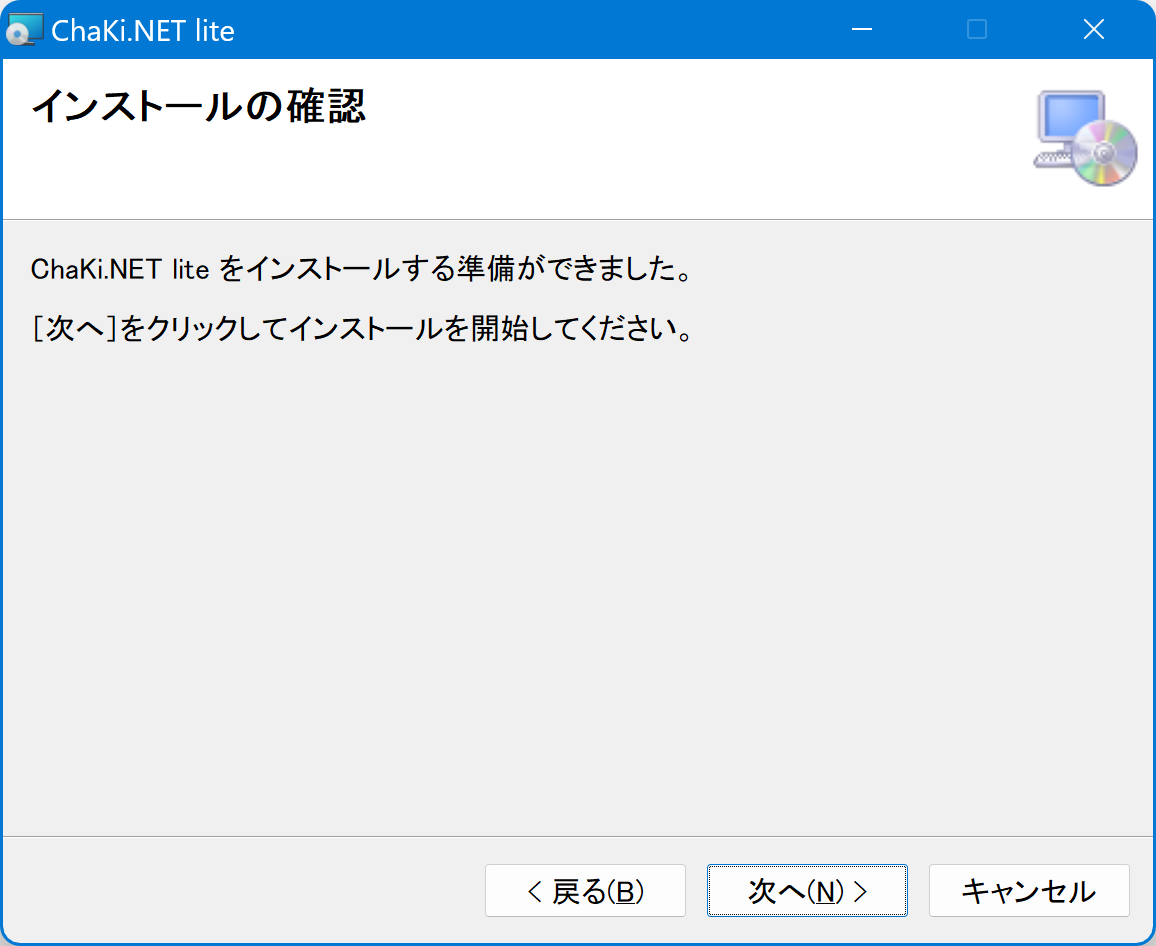 ChaKi.NET lite
インストールの確認
ChaKi.NET lite をインストールする準備ができました。
[次へ]をクリックしてインストールを開始してください。
< 戻る(B)
次へ(N) >
キャンセル